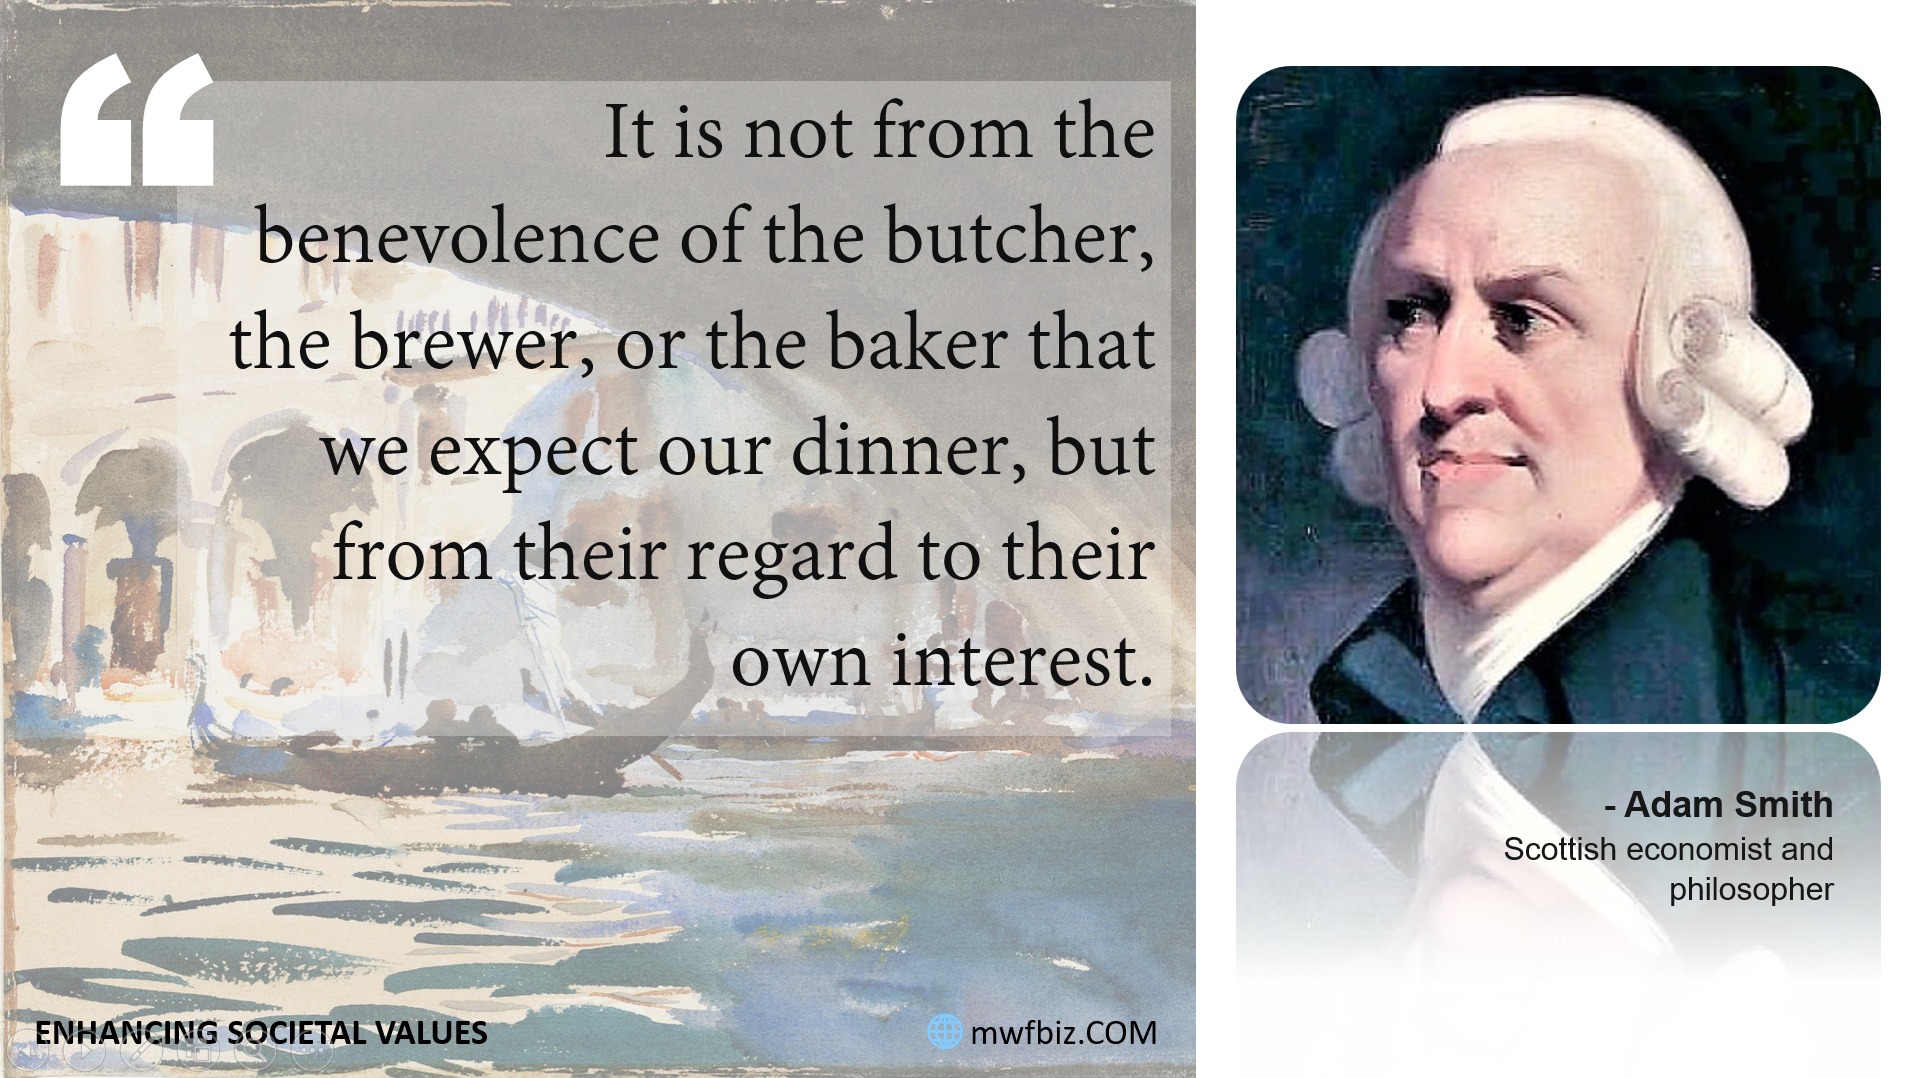 It is not from the
benevolence of the butcher,
the brewer, or the baker that
we expect our dinner, but
from their regard to their
own interest.
- Adam Smith
Scottish economist and
philosopher
ENHANCING SOCIETAL VALUES
mwfbiz.COM